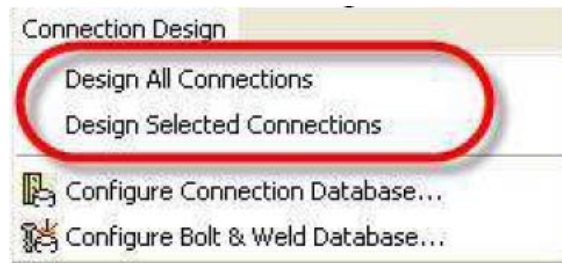 Connection Design
Design All Connections
Design Selected Connections
Configure Connection Database...
Configure Bolt & Weld Database...